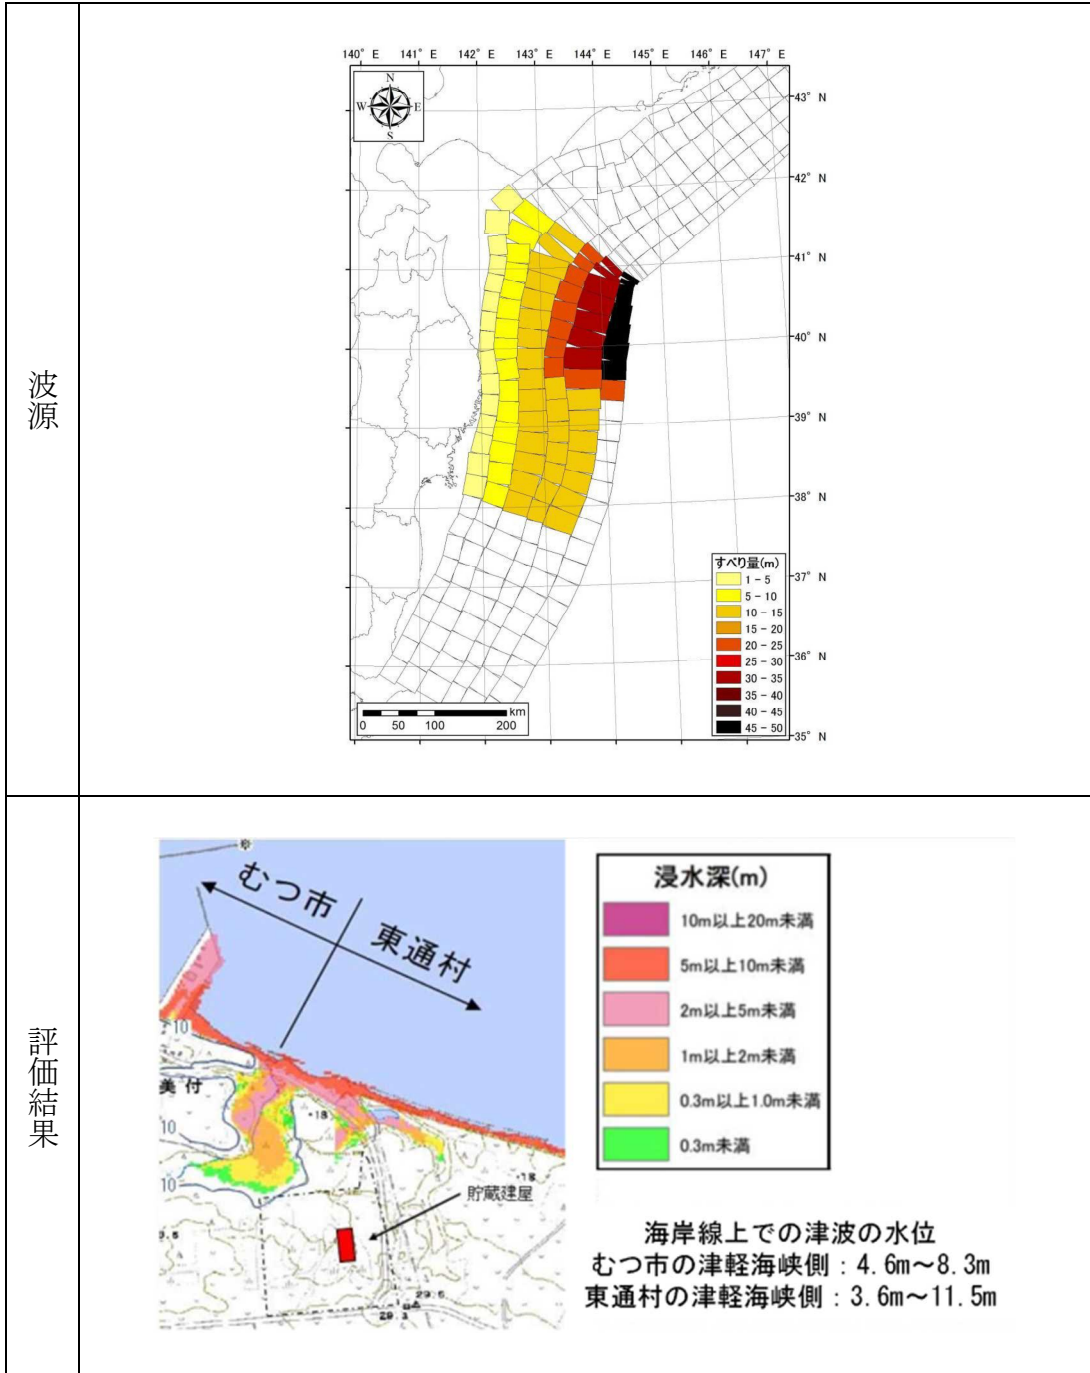 波源
140° E 141° E 142° E 143° E 144° E 145° E 146° E 147° E
N
W E
S
43° N
42° N
41° N
40° N
39° N
38° N
37° N
36° N
35° N
すべり量(m)
1 - 5
5 - 10
10 - 15
15 - 20
20 - 25
25 - 30
30 - 35
35 - 40
40 - 45
45 - 50
km
0 50 100 200
評価結果
むつ市
東通村
10
美付
10
10
・18
・18
貯蔵建屋
29.1
浸水深(m)
10m以上20m未満
5m以上10m未満
2m以上5m未満
1m以上2m未満
0.3m以上1.0m未満
0.3m未満
海岸線上での津波の水位
むつ市の津軽海峡側：4.6m～8.3m
東通村の津軽海峡側：3.6m～11.5m